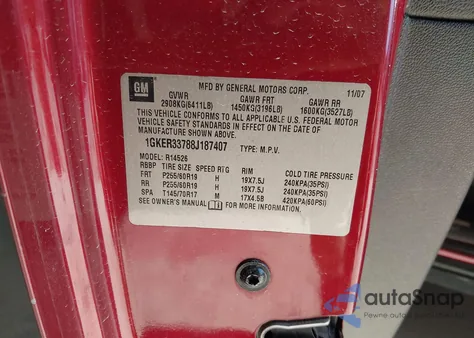 GM
MFD BY GENERAL MOTORS CORP. 11/07
GVWR GAWR FRT GAWR RR
2908KG(6411LB) 1450KG(3196LB) 1600KG(3527LB)
THIS VEHICLE CONFORMS TO ALL APPLICABLE U.S. FEDERAL MOTOR
VEHICLE SAFETY STANDARDS IN EFFECT ON THE DATE OF
MANUFACTURE SHOWN ABOVE.
1GKER33788J187407 TYPE: M.P.V.
MODEL: R14526
RBBP TIRE SIZE SPEED RTG RIM COLD TIRE PRESSURE
FRT P255/60R19 H 19X7.5J 240KPA(35PSI)
RR P255/60R19 H 19X7.5J 240KPA(35PSI)
SPA T145/70R17 M 17X4.5B 420KPA(60PSI)
SEE OWNER'S MANUAL FOR MORE INFORMATION.
autoSnap